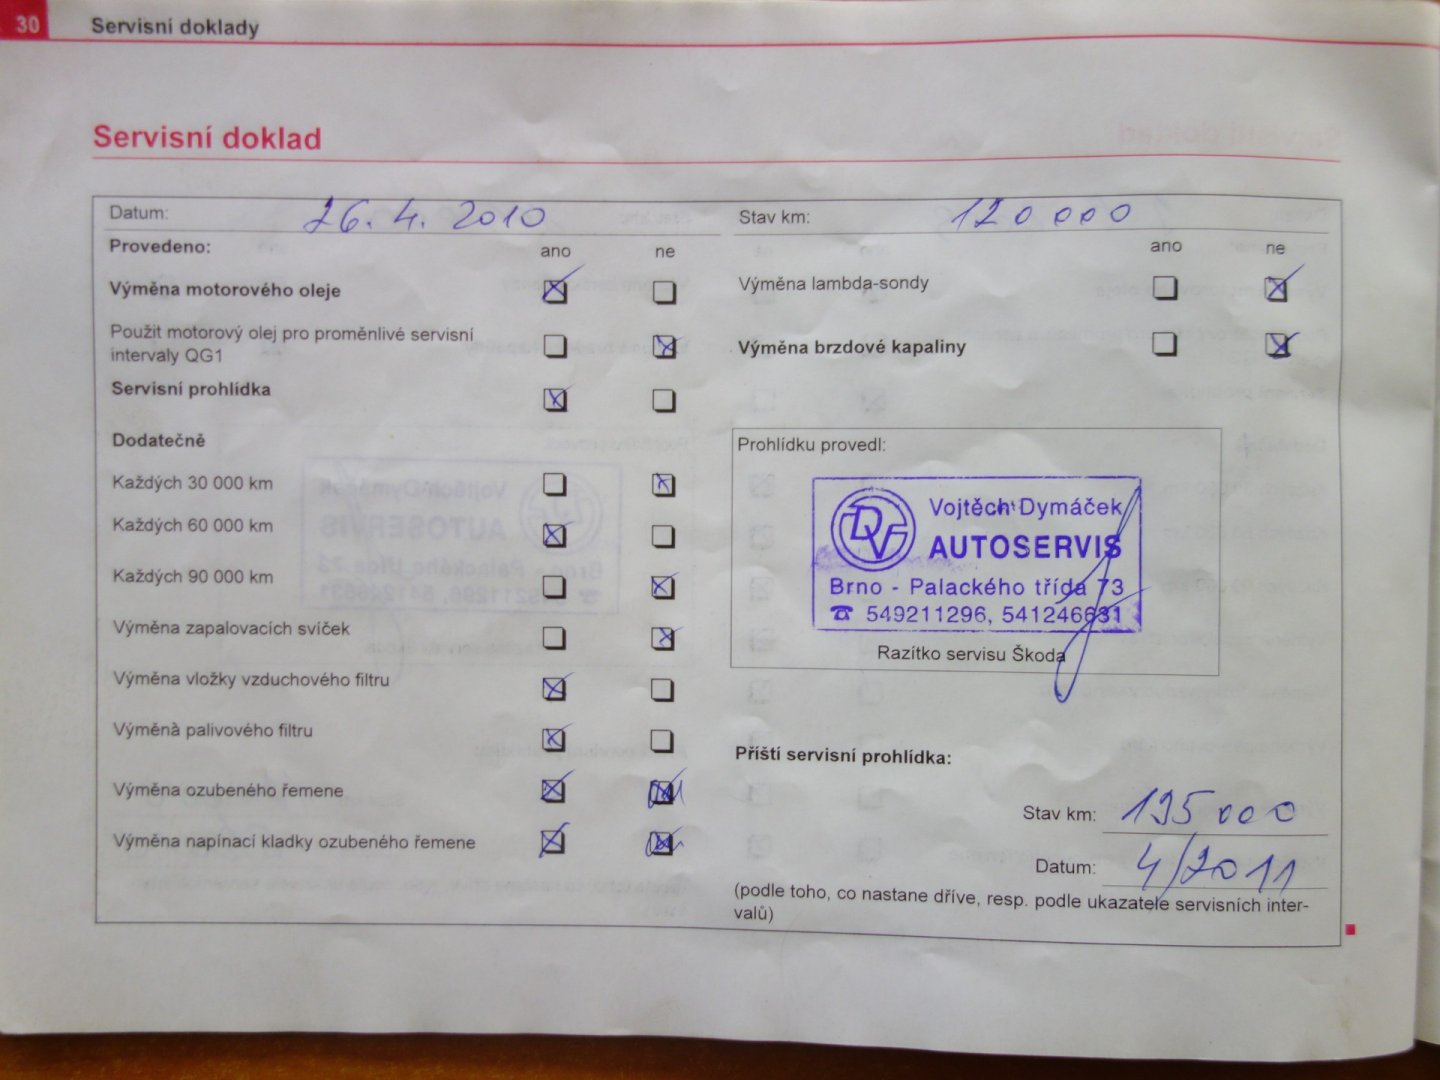 30 Servisní doklady
Servisní doklad
Datum: 26. 4. 2010
Provedeno: ano ne
Výměna motorového oleje
Použit motorový olej pro proměnlivé servisní
intervaly QG1
Servisní prohlídka
Dodatečně
Každých 30 000 km
Každých 60 000 km
Každých 90 000 km
Výměna zapalovacích svíček
Výměna vložky vzduchového filtru
Výměnà palivového filtru
Výměna ozubeného řemene
Výměna napínací kladky ozubeného řemene
Stav km: 120 000
ano ne
Výměna lambda-sondy
Výměna brzdové kapaliny
Prohlídku provedl:
DV Vojtěch Dymáček
AUTOSERVIS
Brno - Palackého třída 73
☎ 549211296, 541246631
Razítko servisu Škoda
Příští servisní prohlídka:
Stav km: 135 000
Datum: 4/2011
(podle toho, co nastane dříve, resp. podle ukazatele servisních inter-
valů)